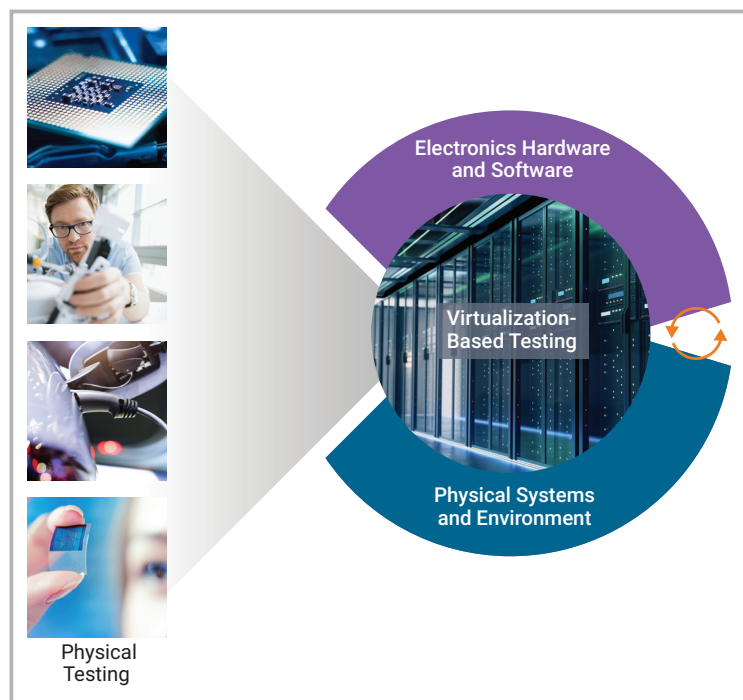 Electronics Hardware
and Software
Virtualization-
Based Testing
Physical Systems
and Environment
Physical
Testing